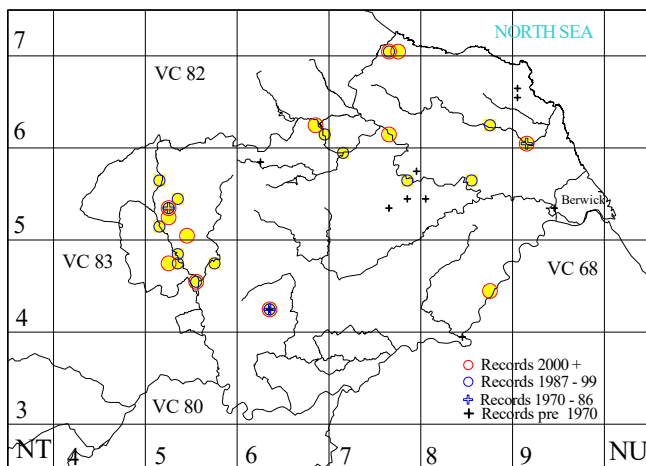 7
NORTH SEA
VC 82
6
Berwick
5
VC 83
VC 68
4
Records 2000 +
Records 1987 - 99
VC 80
Records 1970 - 86
3
Records pre 1970
NT 4 5 6 7 8 9 NU